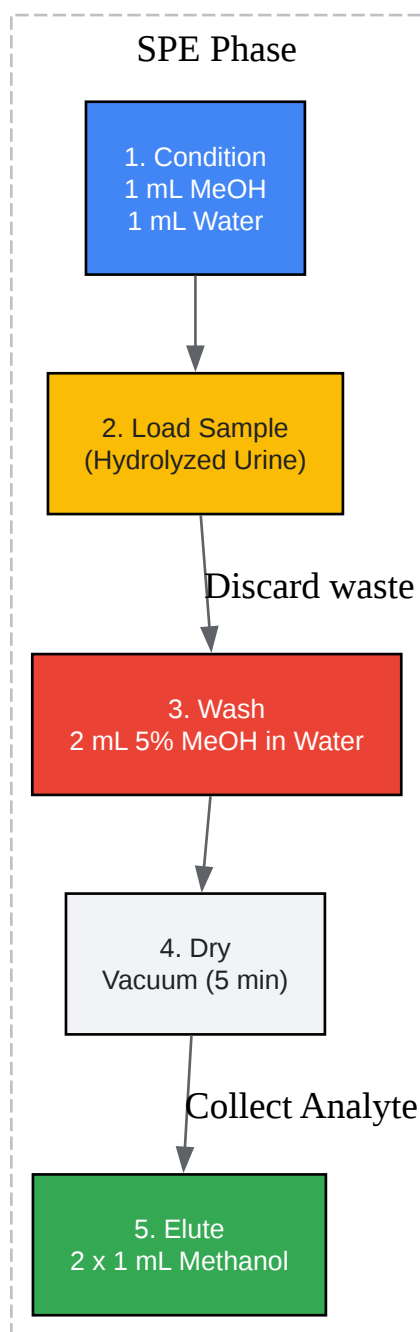 SPE Phase
1. Condition
1 mL MeOH
1 mL Water
2. Load Sample
(Hydrolyzed Urine)
Discard waste
3. Wash
2 mL 5% MeOH in Water
4. Dry
Vacuum (5 min)
Collect Analyte
5. Elute
2 x 1 mL Methanol